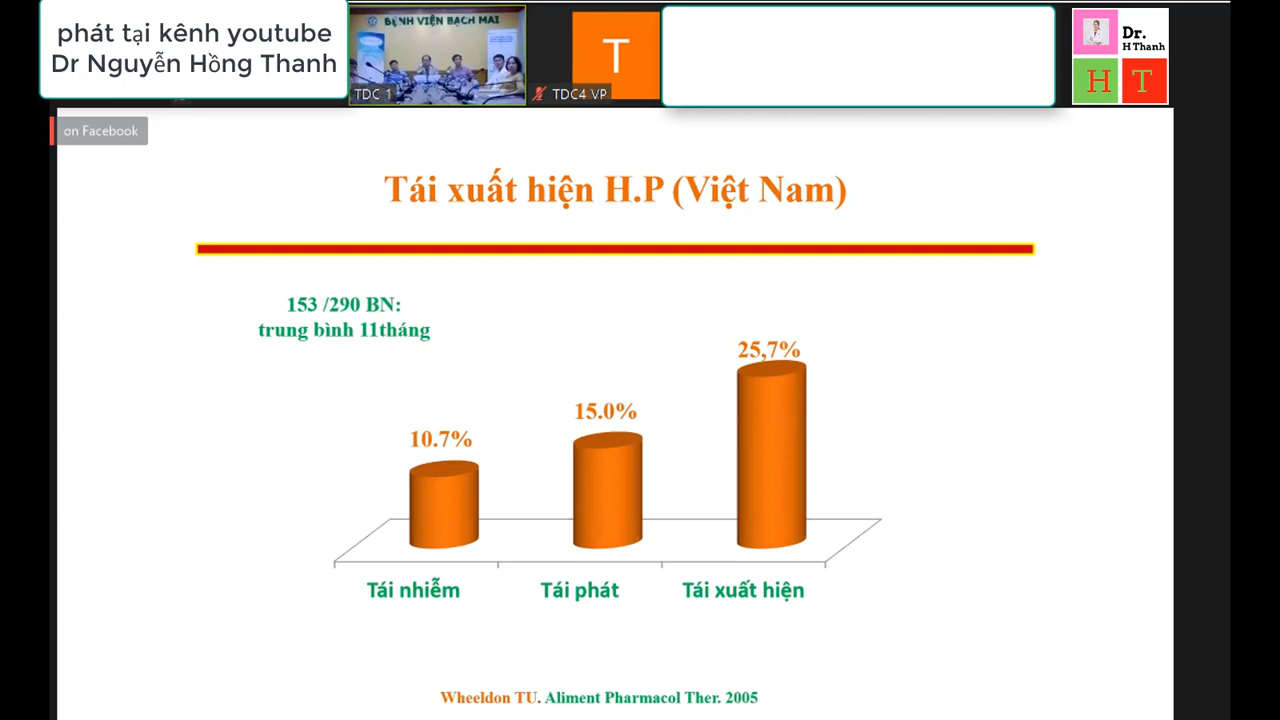 phát tại kênh youtube
Dr Nguyễn Hồng Thanh
BỆNH VIỆN BẠCH MAI
TDC 1
T
TDC4 VP
Dr.
H Thanh
H T
on Facebook
Tái xuất hiện H.P (Việt Nam)
153 /290 BN:
trung bình 11tháng
10.7%
15.0%
25,7%
Tái nhiễm
Tái phát
Tái xuất hiện
Wheeldon TU. Aliment Pharmacol Ther. 2005